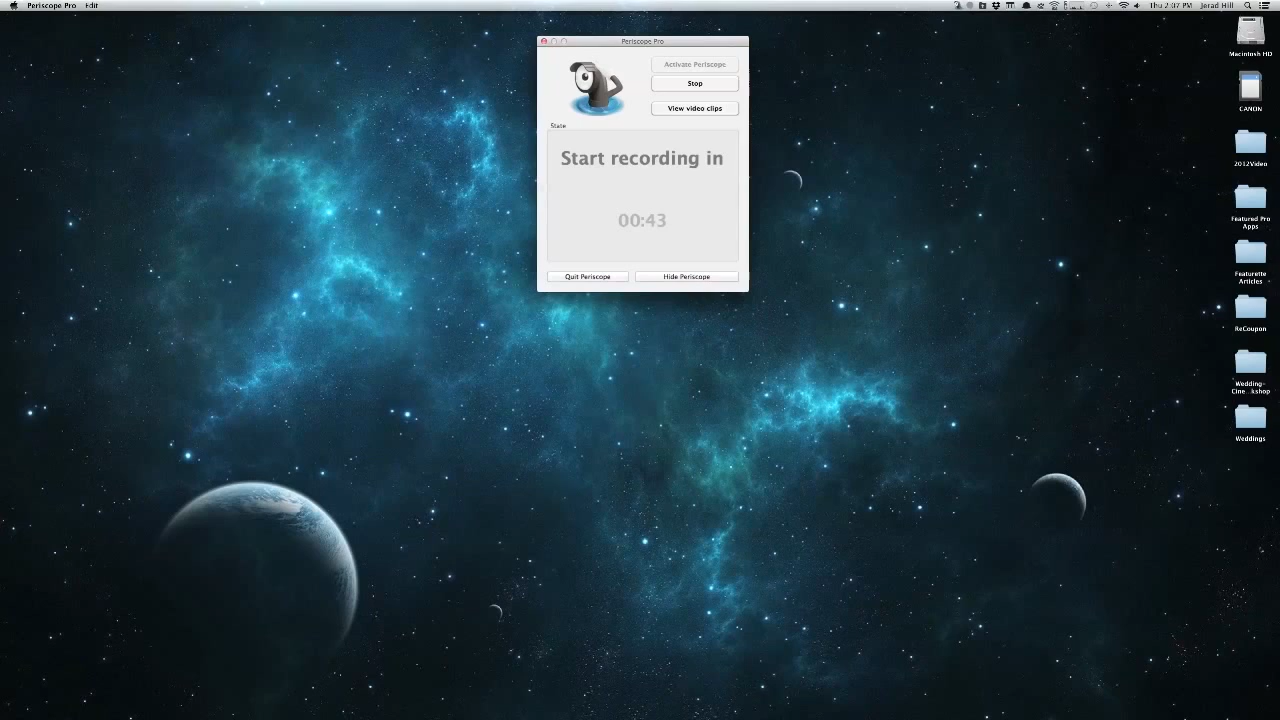 Periscope Pro Edit
Thu 2:07 PM Jerad Hill
Periscope Pro
Activate Periscope
Stop
View video clips
State
Start recording in
00:43
Quit Periscope Hide Periscope
Macintosh HD
CANON
2012Video
Featured Pro
Apps
Featurette
Articles
ReCoupon
Wedding-
Cine...kshop
Weddings